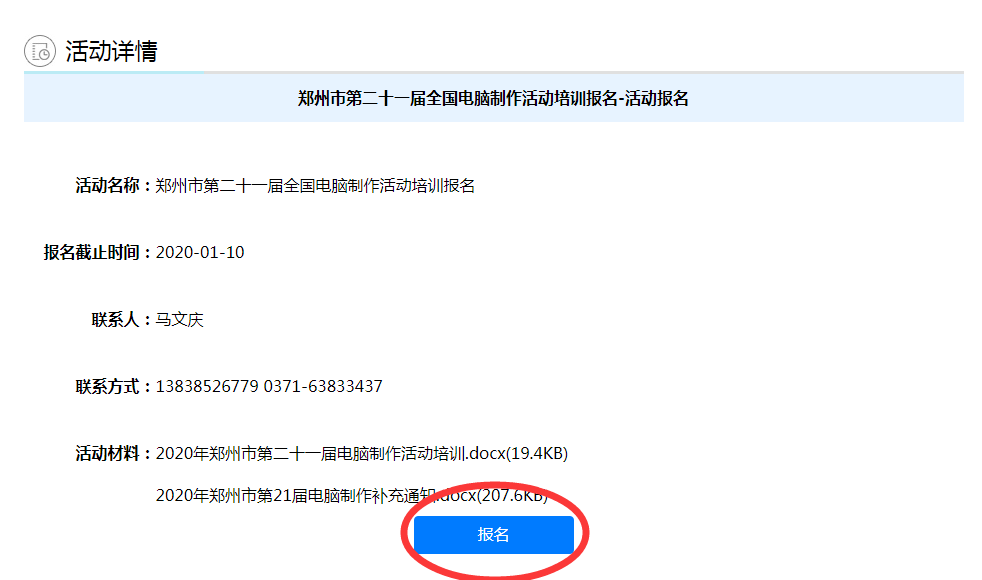 活动详情
郑州市第二十一届全国电脑制作活动培训报名-活动报名
活动名称：郑州市第二十一届全国电脑制作活动培训报名
报名截止时间：2020-01-10
联系人：马文庆
联系方式：13838526779 0371-63833437
活动材料：2020年郑州市第二十一届电脑制作活动培训.docx(19.4KB)
2020年郑州市第21届电脑制作补充通知.docx(207.6KB)
报名